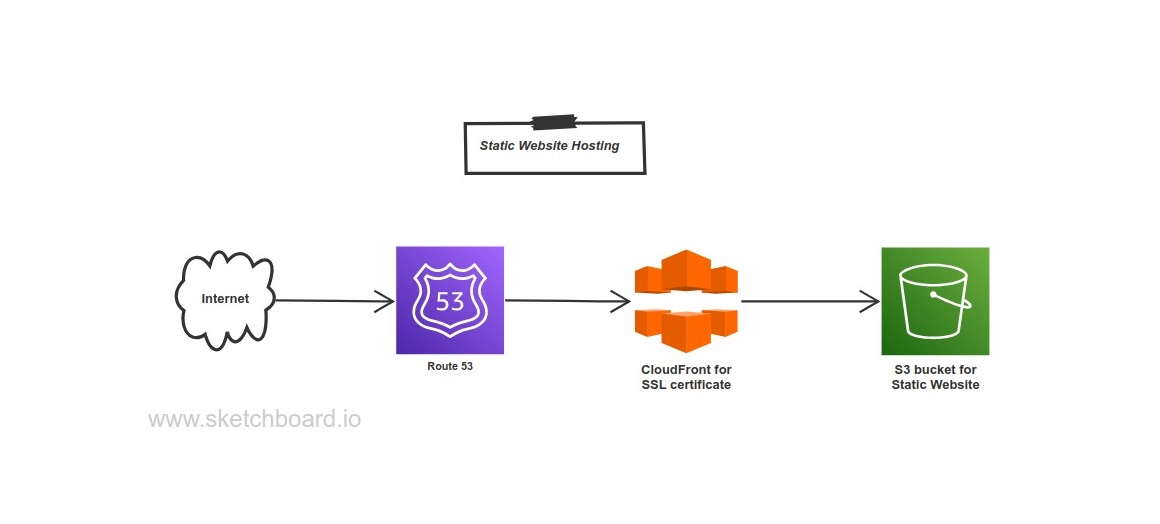 Static Website Hosting
Internet
53
Route 53
CloudFront for
SSL certificate
S3 bucket for
Static Website
www.sketchboard.io